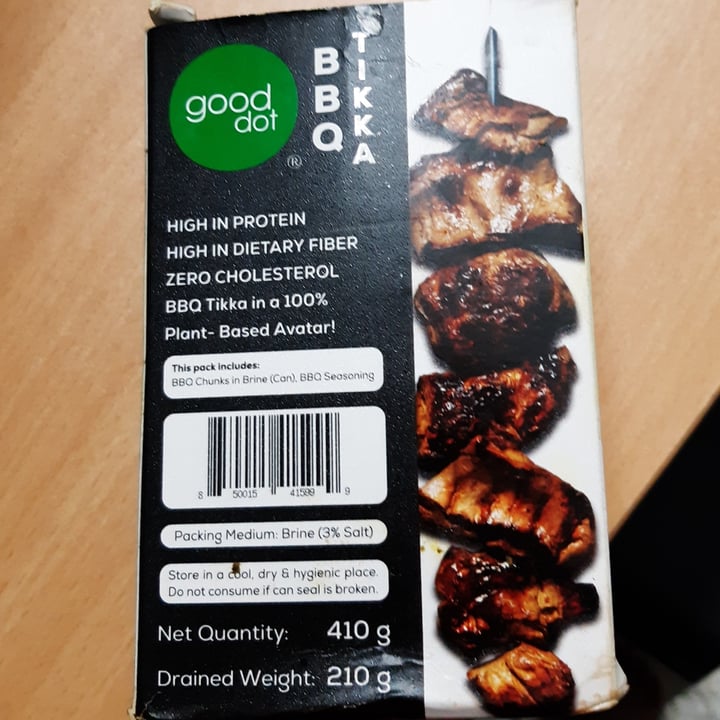 good
dot
®
BBQ
TIKKA
HIGH IN PROTEIN
HIGH IN DIETARY FIBER
ZERO CHOLESTEROL
BBQ Tikka in a 100%
Plant- Based Avatar!
This pack includes:
BBQ Chunks in Brine (Can), BBQ Seasoning
8 50015 41599 9
Packing Medium: Brine (3% Salt)
Store in a cool, dry & hygienic place.
Do not consume if can seal is broken.
Net Quantity: 410 g
Drained Weight: 210 g